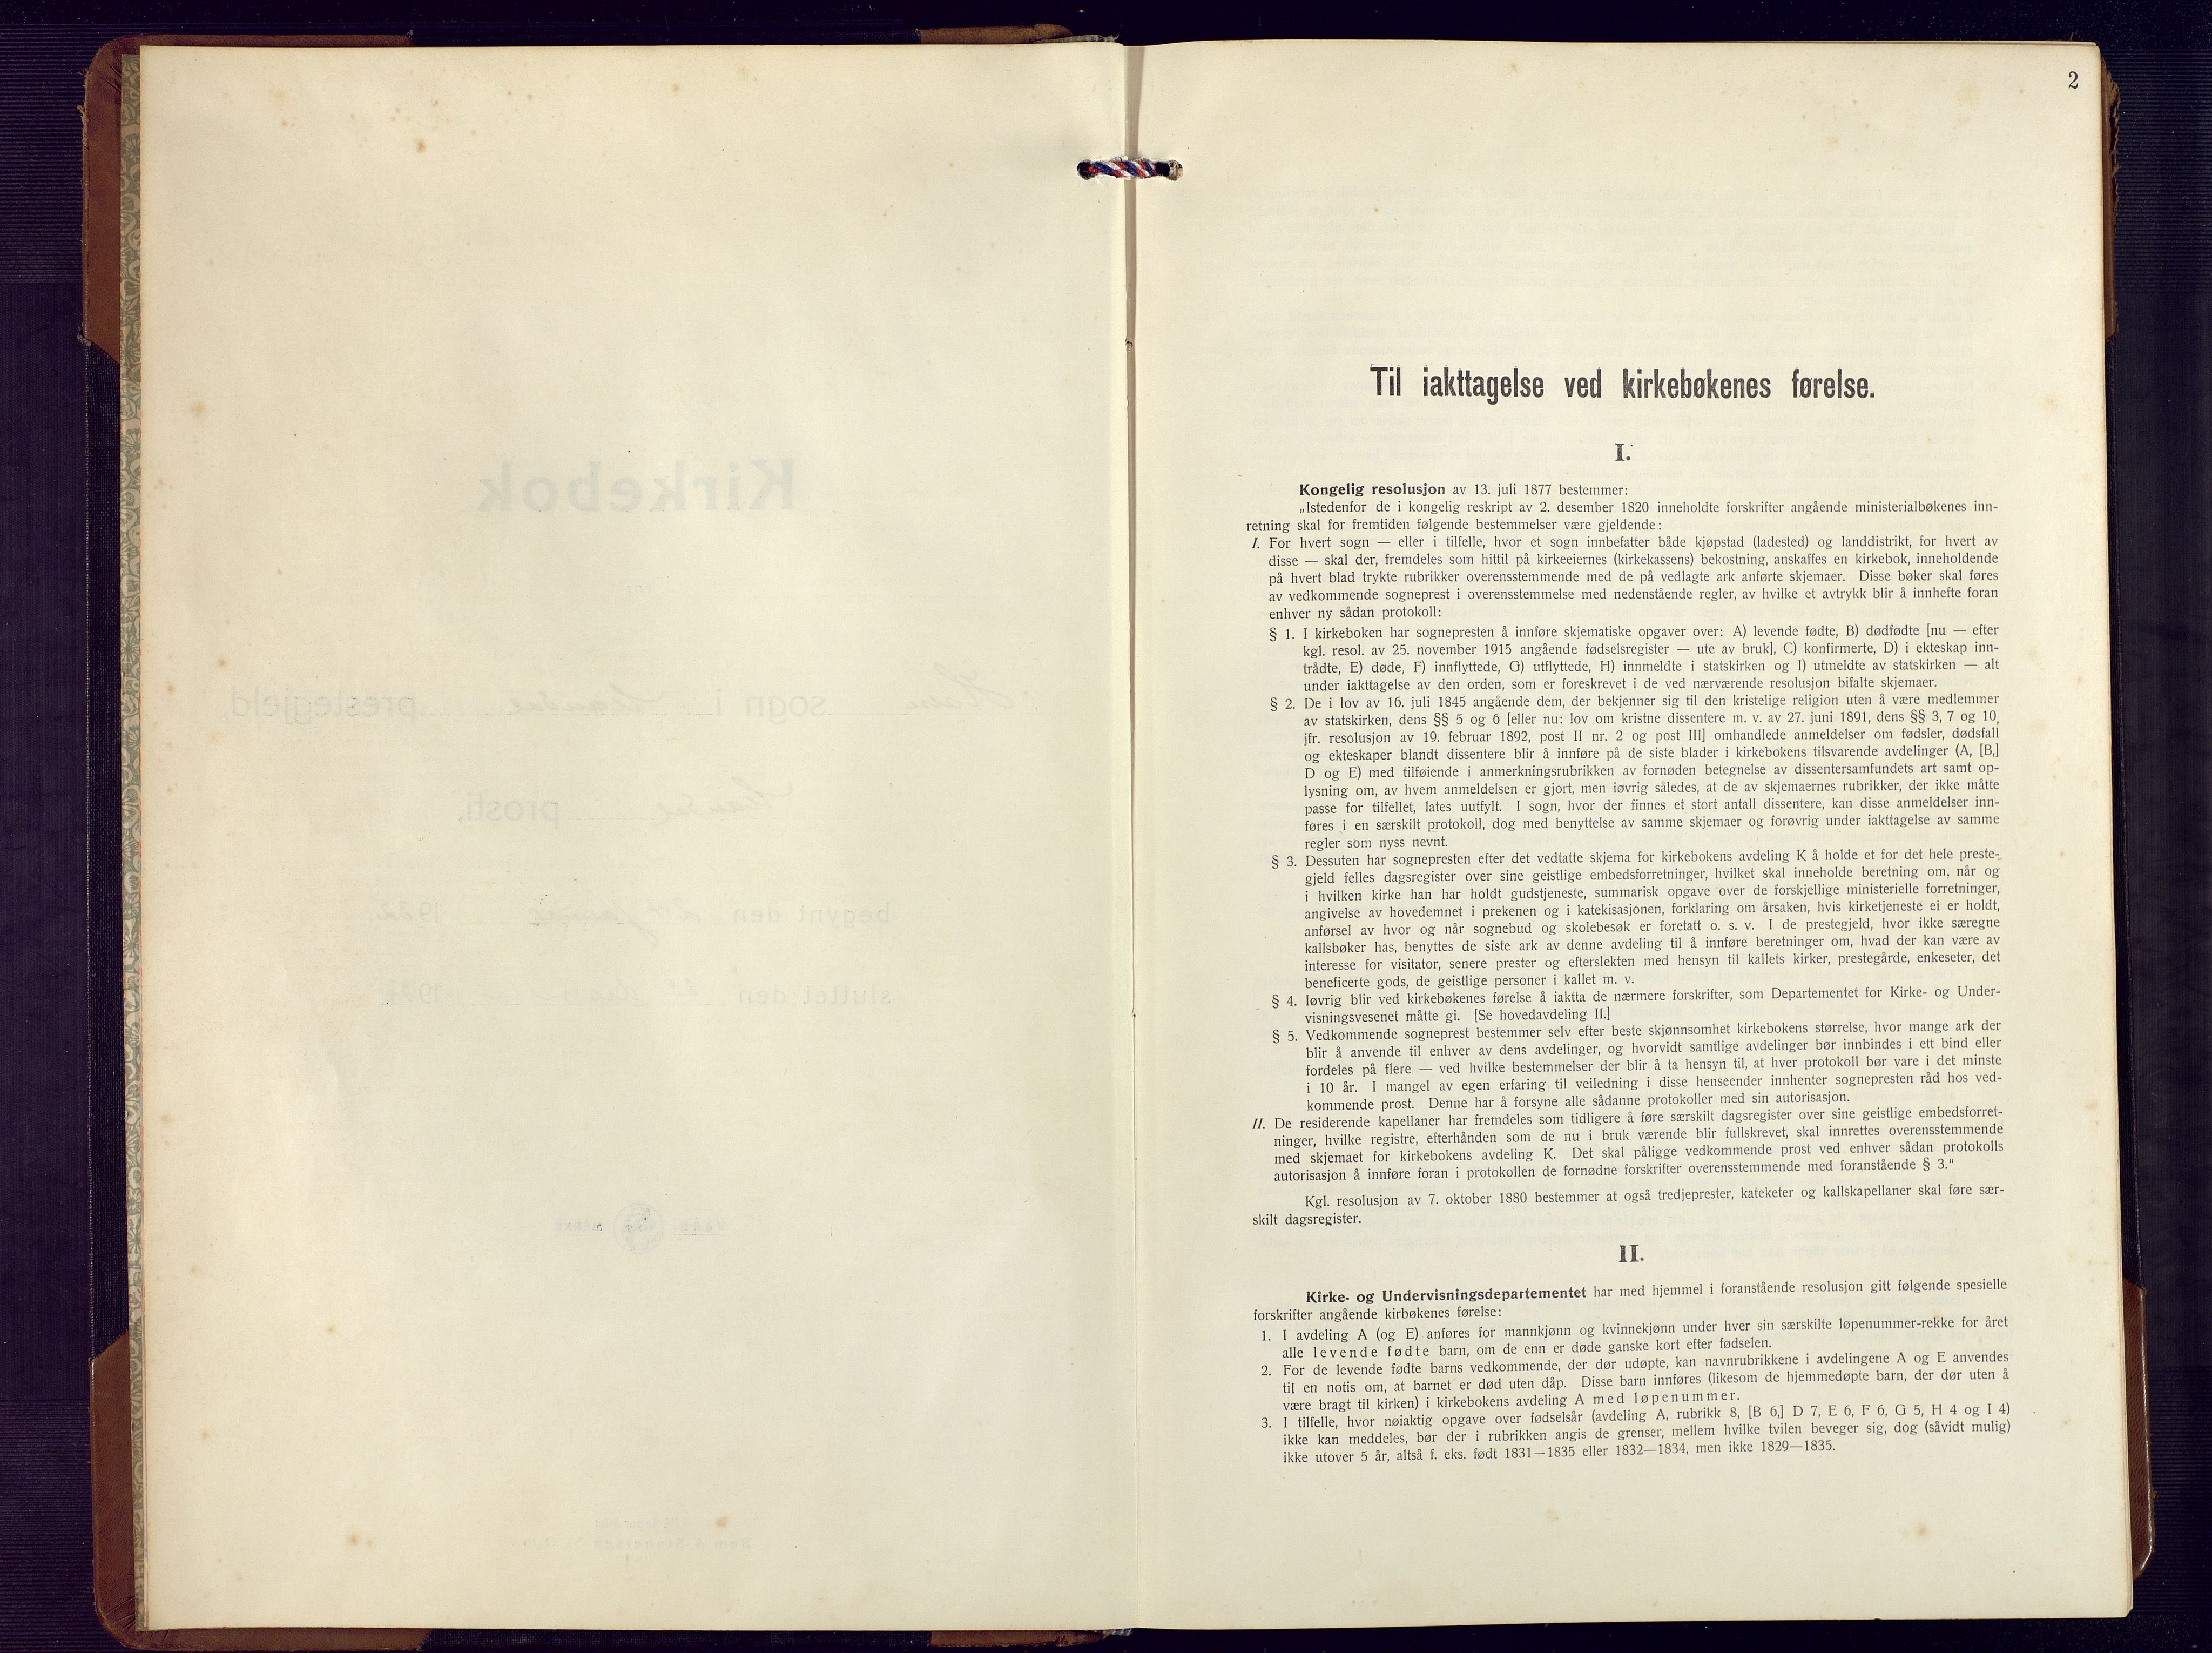 Kirkebok
sogn i Mandal prestegjeld,
Mandal prosti,
begynt den 1932
sluttet den
2
Til iakttagelse ved kirkebøkenes førelse.
I.
Kongelig resolusjon av 13. juli 1877 bestemmer:
„Istedenfor de i kongelig reskript av 2. desember 1820 inneholdte forskrifter angående ministerialbøkenes inn-
retning skal for fremtiden følgende bestemmelser være gjeldende:
I. For hvert sogn — eller i tilfelle, hvor et sogn innbefatter både kjøpstad (ladested) og landdistrikt, for hvert av
disse — skal der, fremdeles som hittil på kirkeeiernes (kirkekassens) bekostning, anskaffes en kirkebok, inneholdende
på hvert blad trykte rubrikker overensstemmende med de på vedlagte ark anførte skjemaer. Disse bøker skal føres
av vedkommende sogneprest i overensstemmelse med nedenstående regler, av hvilke et avtrykk blir å innhefte foran
enhver ny sådan protokoll:
§ 1. I kirkeboken har sognepresten å innføre skjematiske opgaver over: A) levende fødte, B) dødfødte [nu — efter
kgl. resol. av 25. november 1915 angående fødselsregister — ute av bruk], C) konfirmerte, D) i ekteskap inn-
trådte, E) døde, F) innflyttede, G) utflyttede, H) innmeldte i statskirken og I) utmeldte av statskirken — alt
under iakttagelse av den orden, som er foreskrevet i de ved nærværende resolusjon bifalte skjemaer.
§ 2. De i lov av 16. juli 1845 angående dem, der bekjenner sig til den kristelige religion uten å være medlemmer
av statskirken, dens §§ 5 og 6 [eller nu: lov om kristne dissentere m. v. av 27. juni 1891, dens §§ 3, 7 og 10,
jfr. resolusjon av 19. februar 1892, post II nr. 2 og post III] omhandlede anmeldelser om fødsler, dødsfall
og ekteskaper blandt dissentere blir å innføre på de siste blader i kirkebokens tilsvarende avdelinger (A, [B,]
D og E) med tilføiende i anmerkningsrubrikken av fornøden betegnelse av dissentersamfundets art samt op-
lysning om, av hvem anmeldelsen er gjort, men iøvrig således, at de av skjemaernes rubrikker, der ikke måtte
passe for tilfellet, lates uutfylt. I sogn, hvor der finnes et stort antall dissentere, kan disse anmeldelser inn-
føres i en særskilt protokoll, dog med benyttelse av samme skjemaer og forøvrig under iakttagelse av samme
regler som nyss nevnt.
§ 3. Dessuten har sognepresten efter det vedtatte skjema for kirkebokens avdeling K å holde et for det hele preste-
gjeld felles dagsregister over sine geistlige embedsforretninger, hvilket skal inneholde beretning om, når og
i hvilken kirke han har holdt gudstjeneste, summarisk opgave over de forskjellige ministerielle forretninger,
angivelse av hovedemnet i prekenen og i katekisasjonen, forklaring om årsaken, hvis kirketjeneste ei er holdt,
anførsel av hvor og når sognebud og skolebesøk er foretatt o. s. v. I de prestegjeld, hvor ikke særegne
kallsbøker has, benyttes de siste ark av denne avdeling til å innføre beretninger om, hvad der kan være av
interesse for visitator, senere prester og efterslekten med hensyn til kallets kirker, prestegårde, enkeseter, det
beneficerte gods, de geistlige personer i kallet m. v.
§ 4. Iøvrig blir ved kirkebøkenes førelse å iaktta de nærmere forskrifter, som Departementet for Kirke- og Under-
visningsvesenet måtte gi. [Se hovedavdeling II.]
§ 5. Vedkommende sogneprest bestemmer selv efter beste skjønnsomhet kirkebokens størrelse, hvor mange ark der
blir å anvende til enhver av dens avdelinger, og hvorvidt samtlige avdelinger bør innbindes i ett bind eller
fordeles på flere — ved hvilke bestemmelser der blir å ta hensyn til, at hver protokoll bør vare i det minste
i 10 år. I mangel av egen erfaring til veiledning i disse henseender innhenter sognepresten råd hos ved-
kommende prost. Denne har å forsyne alle sådanne protokoller med sin autorisasjon.
II. De residerende kapellaner har fremdeles som tidligere å føre særskilt dagsregister over sine geistlige embedsforret-
ninger, hvilke registre, efterhånden som de nu i bruk værende blir fullskrevet, skal innrettes overensstemmende
med skjemaet for kirkebokens avdeling K. Det skal påligge vedkommende prost ved enhver sådan protokolls
autorisasjon å innføre foran i protokollen de fornødne forskrifter overensstemmende med foranstående § 3.“
Kgl. resolusjon av 7. oktober 1880 bestemmer at også tredjeprester, kateketer og kallskapellaner skal føre sær-
skilt dagsregister.
II.
Kirke- og Undervisningsdepartementet har med hjemmel i foranstående resolusjon gitt følgende spesielle
forskrifter angående kirbøkenes førelse:
1. I avdeling A (og E) anføres for mannkjønn og kvinnekjønn under hver sin særskilte løpenummer-rekke for året
alle levende fødte barn, om de enn er døde ganske kort efter fødselen.
2. For de levende fødte barns vedkommende, der dør udøpte, kan navnrubrikkene i avdelingene A og E anvendes
til en notis om, at barnet er død uten dåp. Disse barn innføres (likesom de hjemmedøpte barn, der dør uten å
være bragt til kirken) i kirkebokens avdeling A med løpenummer.
3. I tilfelle, hvor nøiaktig opgave over fødselsår (avdeling A, rubrikk 8, [B 6,] D 7, E 6, F 6, G 5, H 4 og I 4)
ikke kan meddeles, bør der i rubrikken angis de grenser, mellem hvilke tvilen beveger sig, dog (såvidt mulig)
ikke utover 5 år, altså f. eks. født 1831—1835 eller 1832—1834, men ikke 1829—1835.